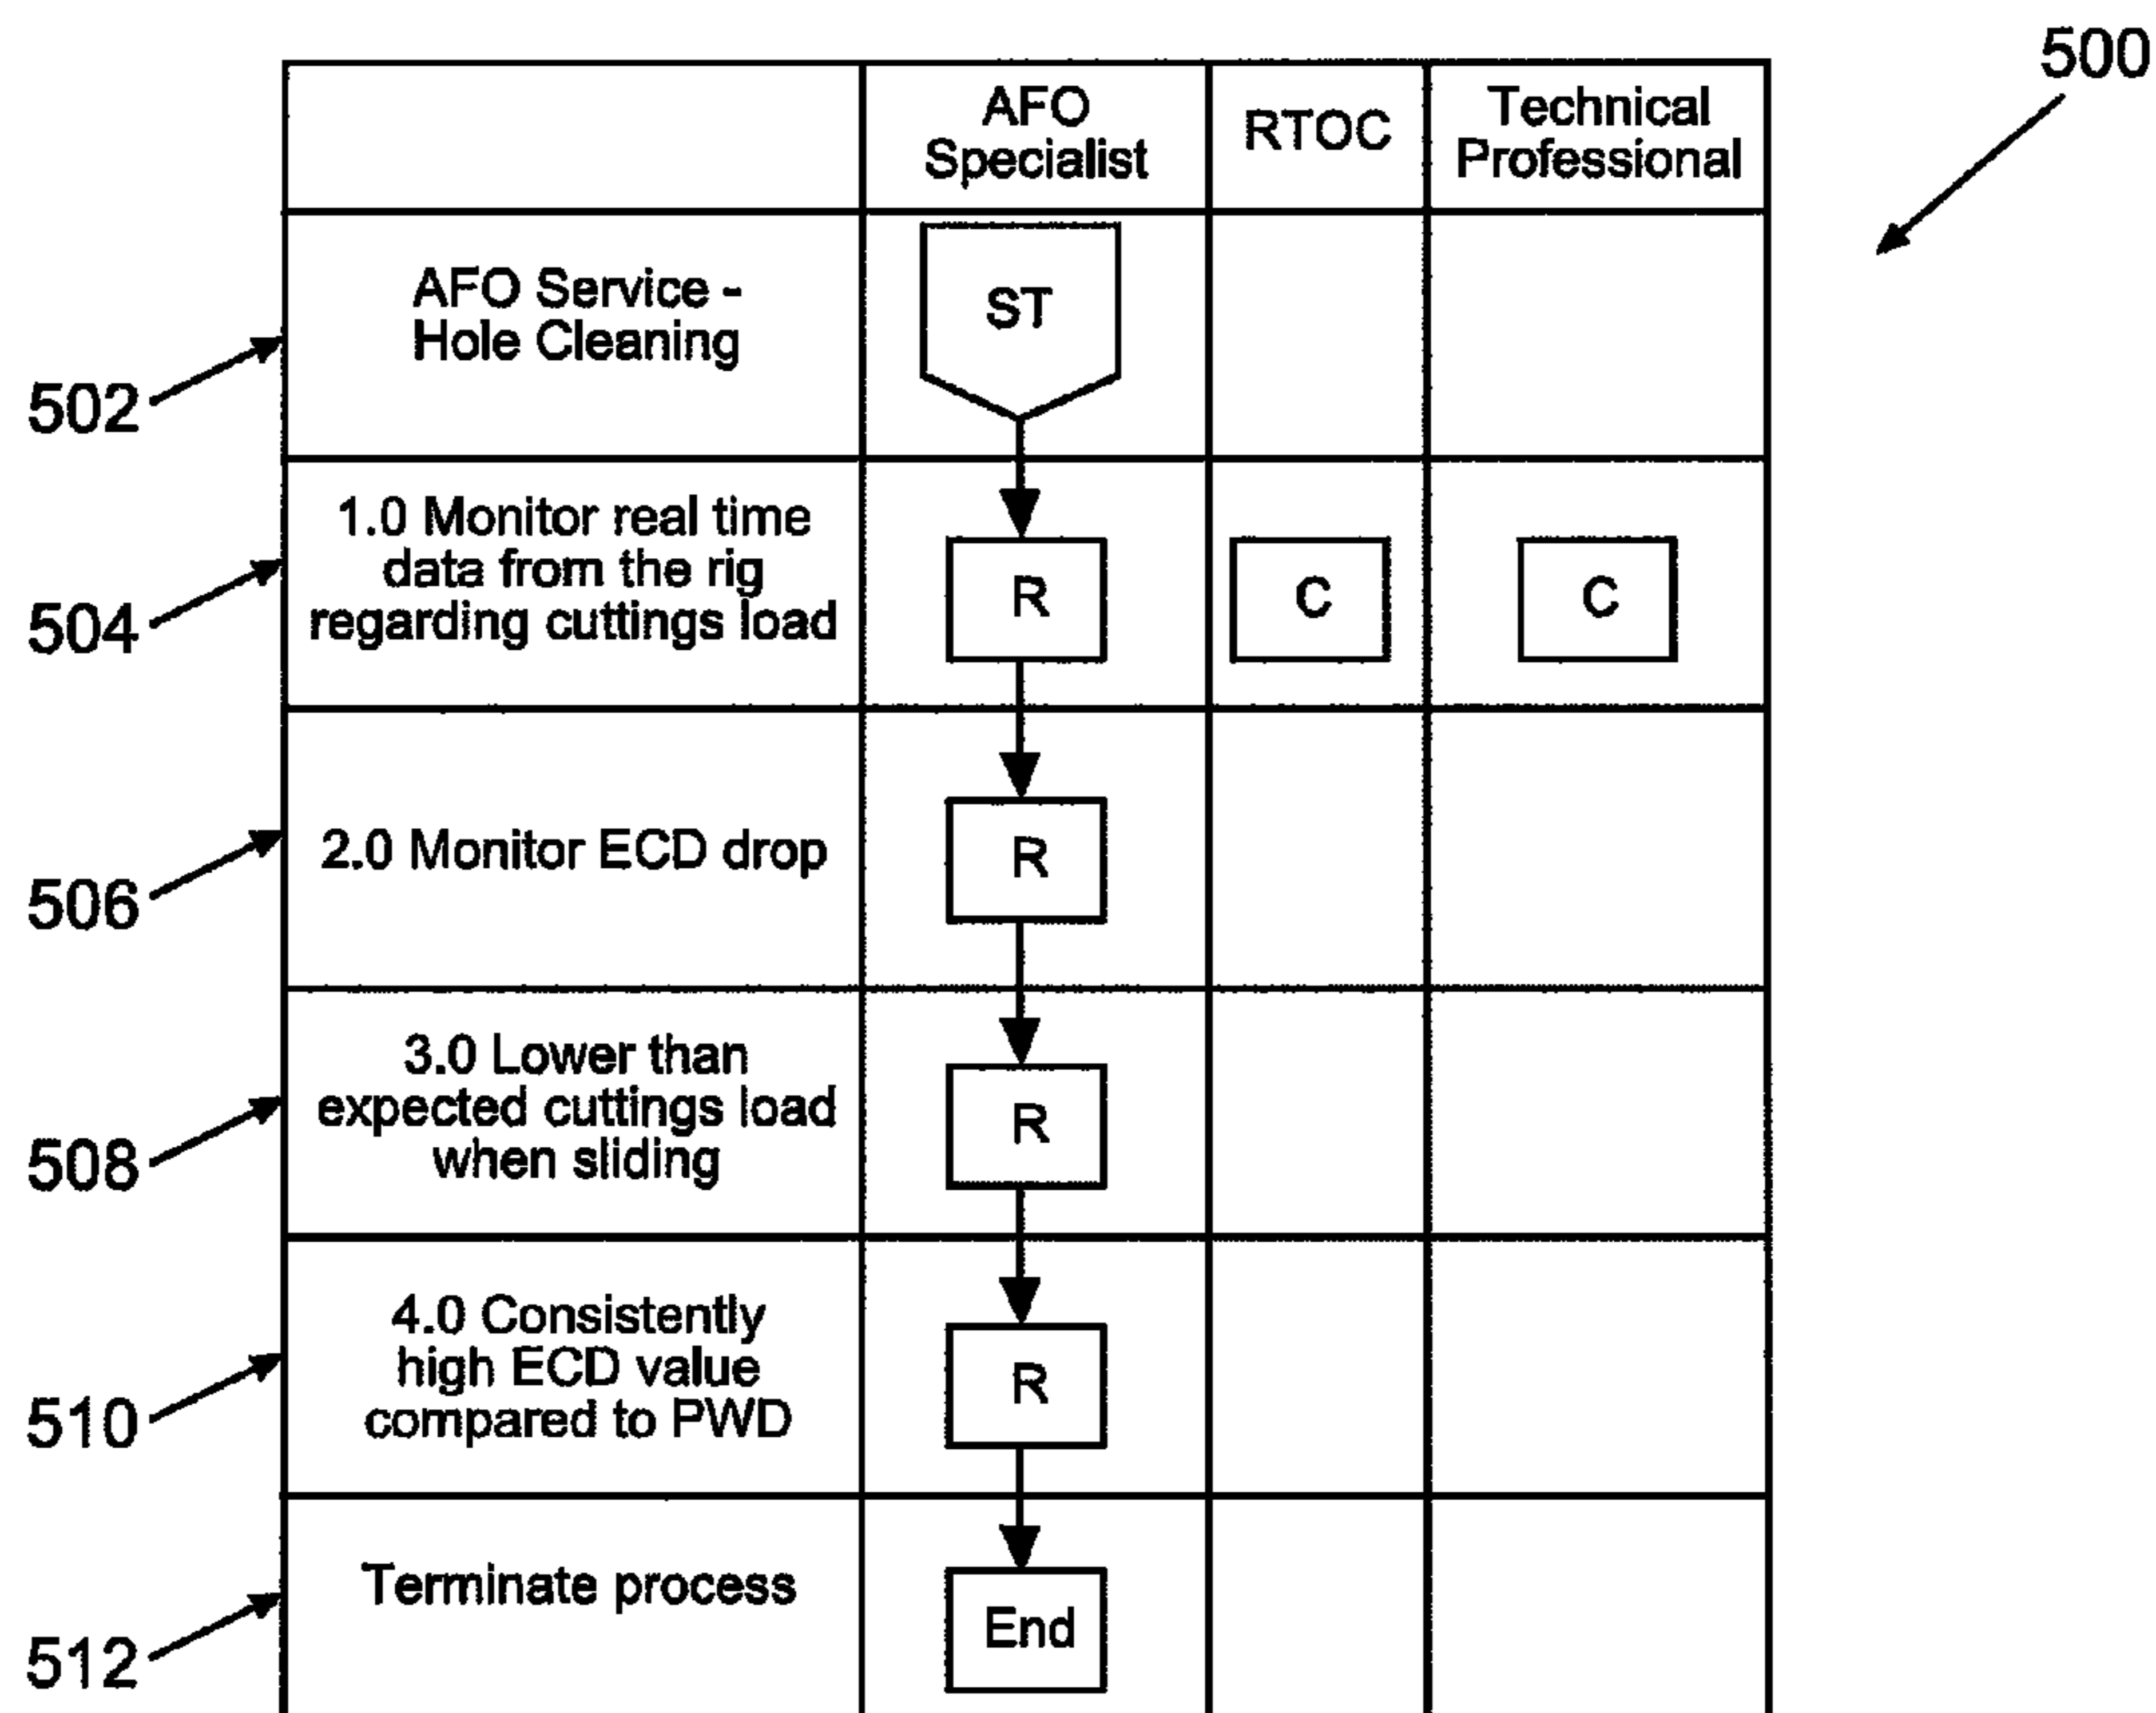 500
AFO
Specialist
RTOC
Technical
Professional
502
AFO Service -
Hole Cleaning
ST
504
1.0 Monitor real time
data from the rig
regarding cuttings load
R
C
C
506
2.0 Monitor ECD drop
R
508
3.0 Lower than
expected cuttings load
when sliding
R
510
4.0 Consistently
high ECD value
compared to PWD
R
512
Terminate process
End